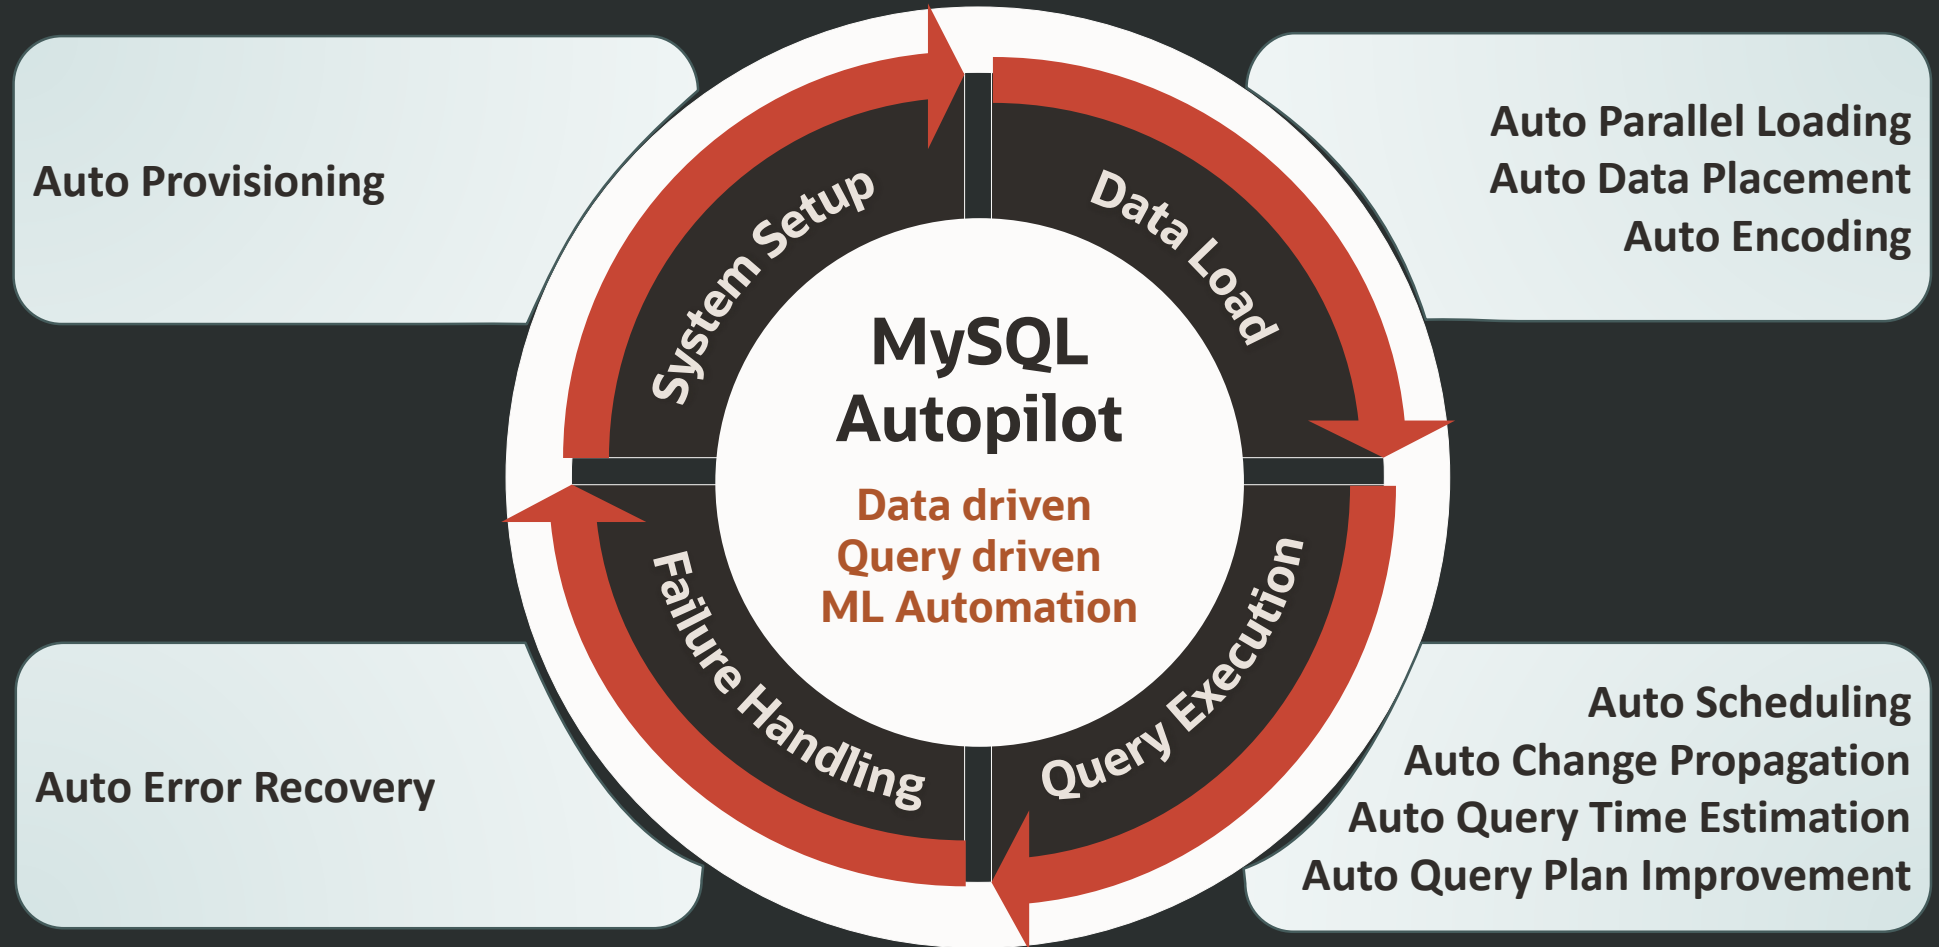 Auto Provisioning
System Setup
Data Load
Auto Parallel Loading
Auto Data Placement
Auto Encoding
MySQL
Autopilot
Data driven
Query driven
ML Automation
Failure Handling
Query Execution
Auto Error Recovery
Auto Scheduling
Auto Change Propagation
Auto Query Time Estimation
Auto Query Plan Improvement